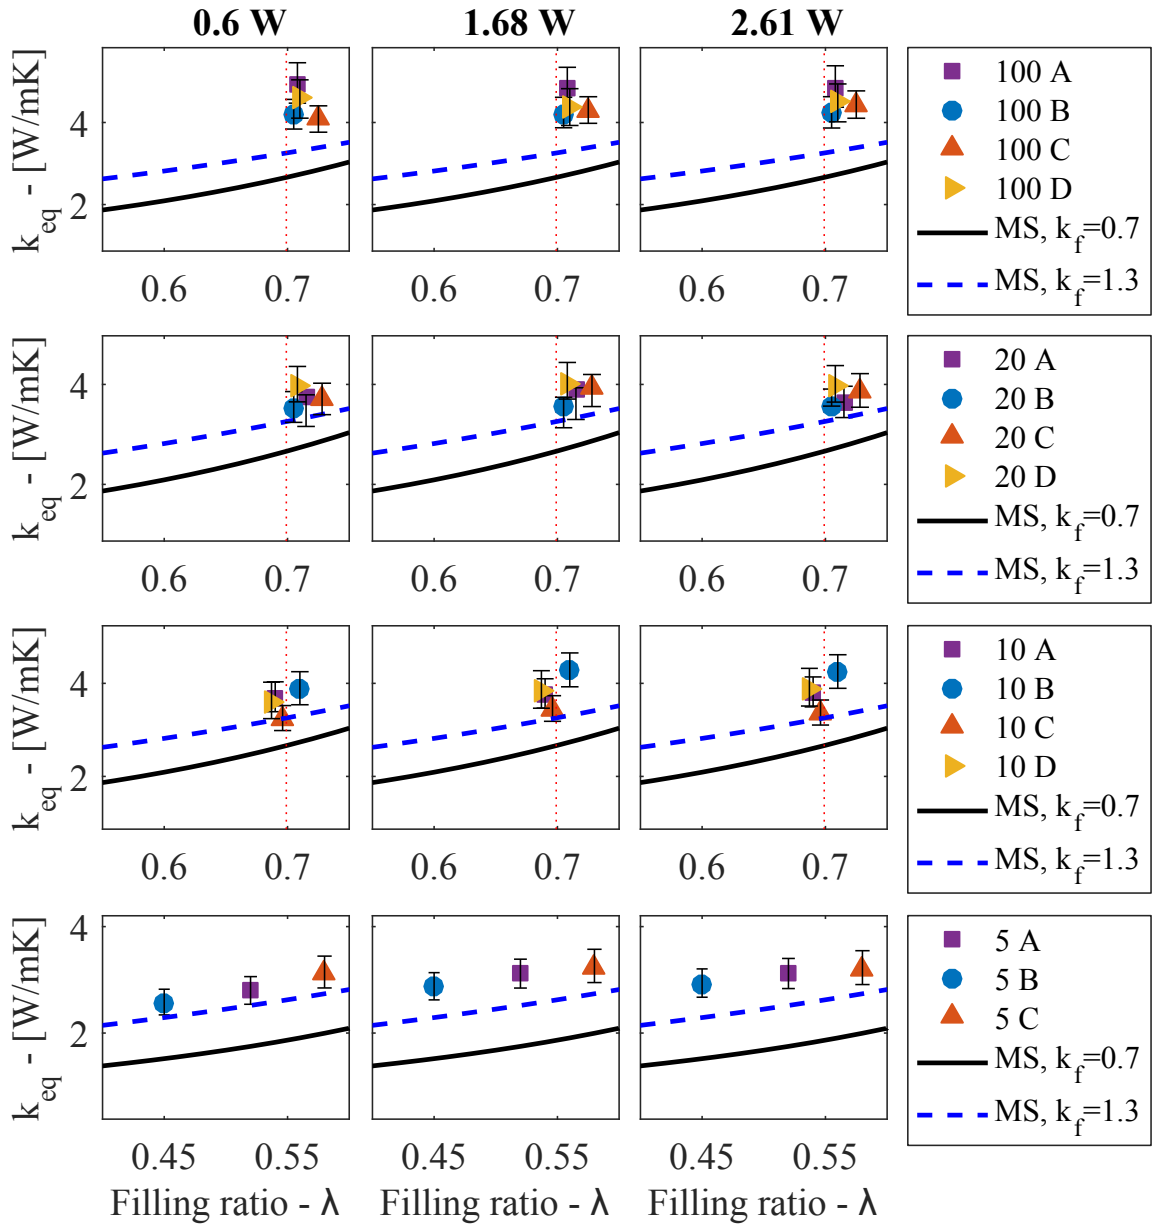 0.6 W 1.68 W 2.61 W
k_eq - [W/mK]
4
2
0.6 0.7 0.6 0.7 0.6 0.7
100 A
100 B
100 C
100 D
MS, k_f=0.7
MS, k_f=1.3
k_eq - [W/mK]
4
2
0.6 0.7 0.6 0.7 0.6 0.7
20 A
20 B
20 C
20 D
MS, k_f=0.7
MS, k_f=1.3
k_eq - [W/mK]
4
2
0.6 0.7 0.6 0.7 0.6 0.7
10 A
10 B
10 C
10 D
MS, k_f=0.7
MS, k_f=1.3
k_eq - [W/mK]
4
2
0.45 0.55 0.45 0.55 0.45 0.55
Filling ratio - λ Filling ratio - λ Filling ratio - λ
5 A
5 B
5 C
MS, k_f=0.7
MS, k_f=1.3